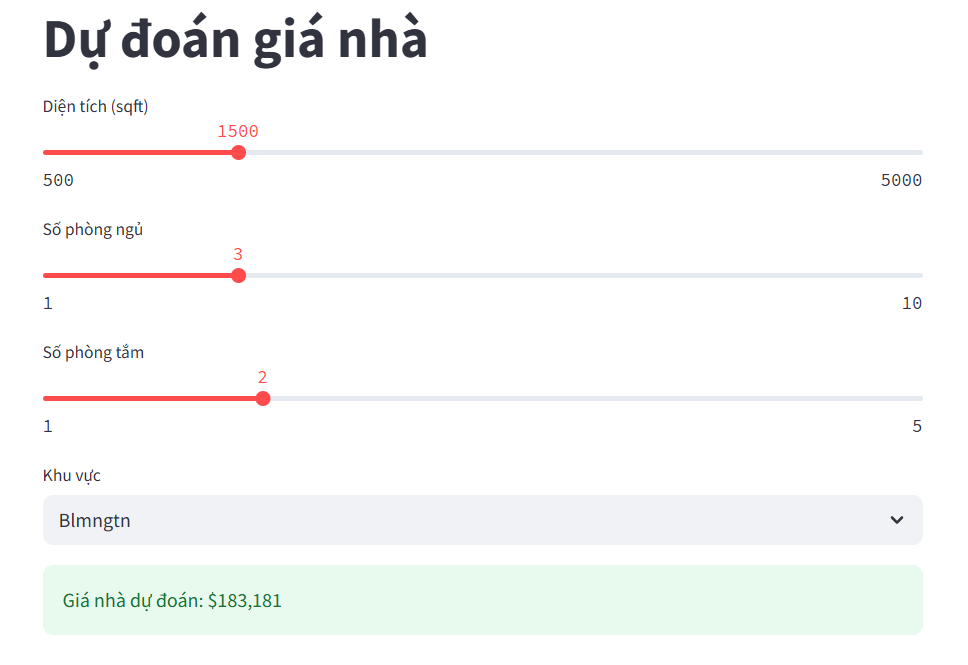 Dự đoán giá nhà
Diện tích (sqft)
1500
500 5000
Số phòng ngủ
3
1 10
Số phòng tắm
2
1 5
Khu vực
Blmngtn
Giá nhà dự đoán: $183,181